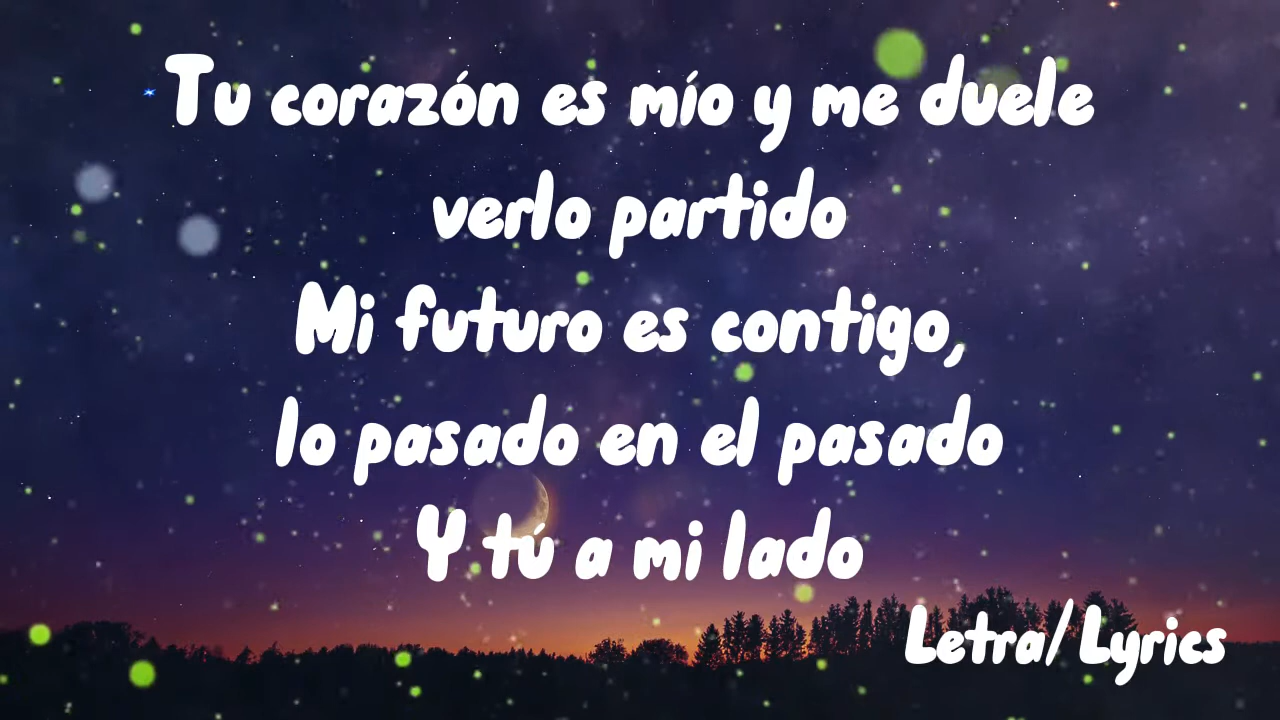 Tu corazón es mío y me duele
verlo partido
Mi futuro es contigo,
lo pasado en el pasado
Y tú a mi lado
Letra/Lyrics